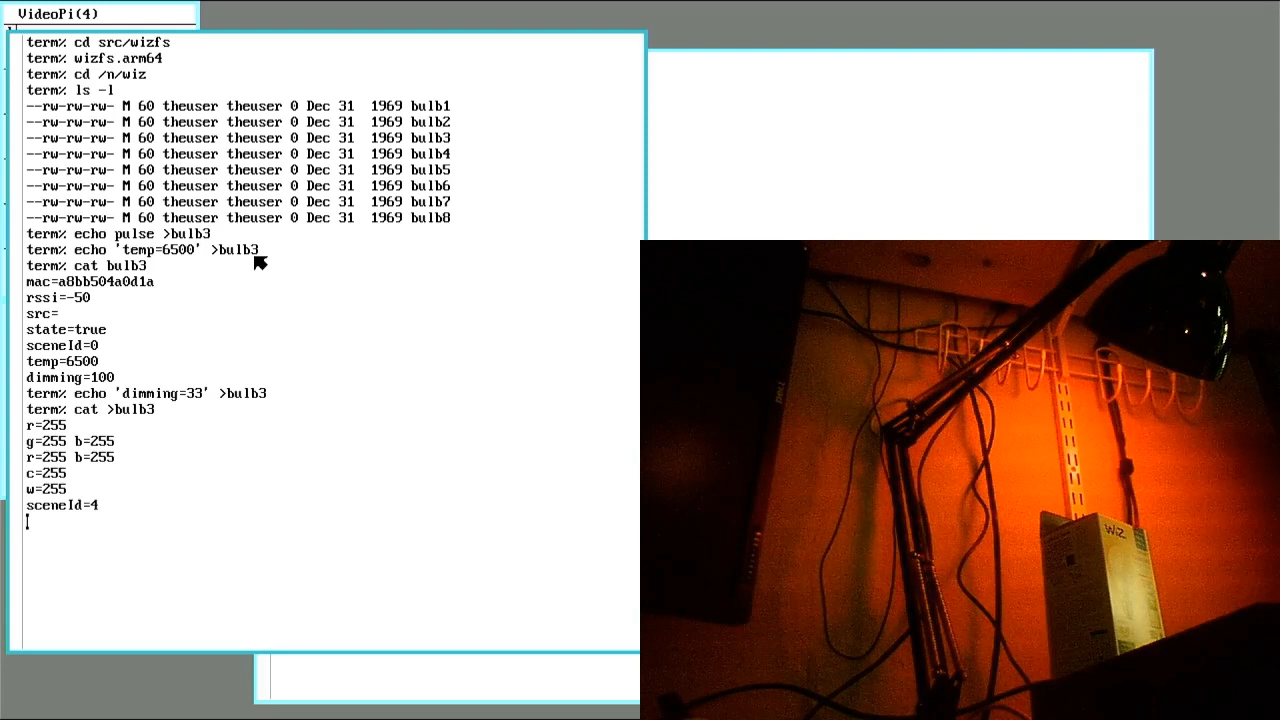 VideoPi(4)
term% cd src/wizfs
term% wizfs.arm64
term% cd /n/wiz
term% ls -l
--rw-rw-rw- M 60 theuser theuser 0 Dec 31  1969 bulb1
--rw-rw-rw- M 60 theuser theuser 0 Dec 31  1969 bulb2
--rw-rw-rw- M 60 theuser theuser 0 Dec 31  1969 bulb3
--rw-rw-rw- M 60 theuser theuser 0 Dec 31  1969 bulb4
--rw-rw-rw- M 60 theuser theuser 0 Dec 31  1969 bulb5
--rw-rw-rw- M 60 theuser theuser 0 Dec 31  1969 bulb6
--rw-rw-rw- M 60 theuser theuser 0 Dec 31  1969 bulb7
--rw-rw-rw- M 60 theuser theuser 0 Dec 31  1969 bulb8
term% echo pulse >bulb3
term% echo 'temp=6500' >bulb3
term% cat bulb3
mac=a8bb504a0d1a
rssi=-50
src=
state=true
sceneId=0
temp=6500
dimming=100
term% echo 'dimming=33' >bulb3
term% cat >bulb3
r=255
g=255 b=255
r=255 b=255
c=255
w=255
sceneId=4
WiZ